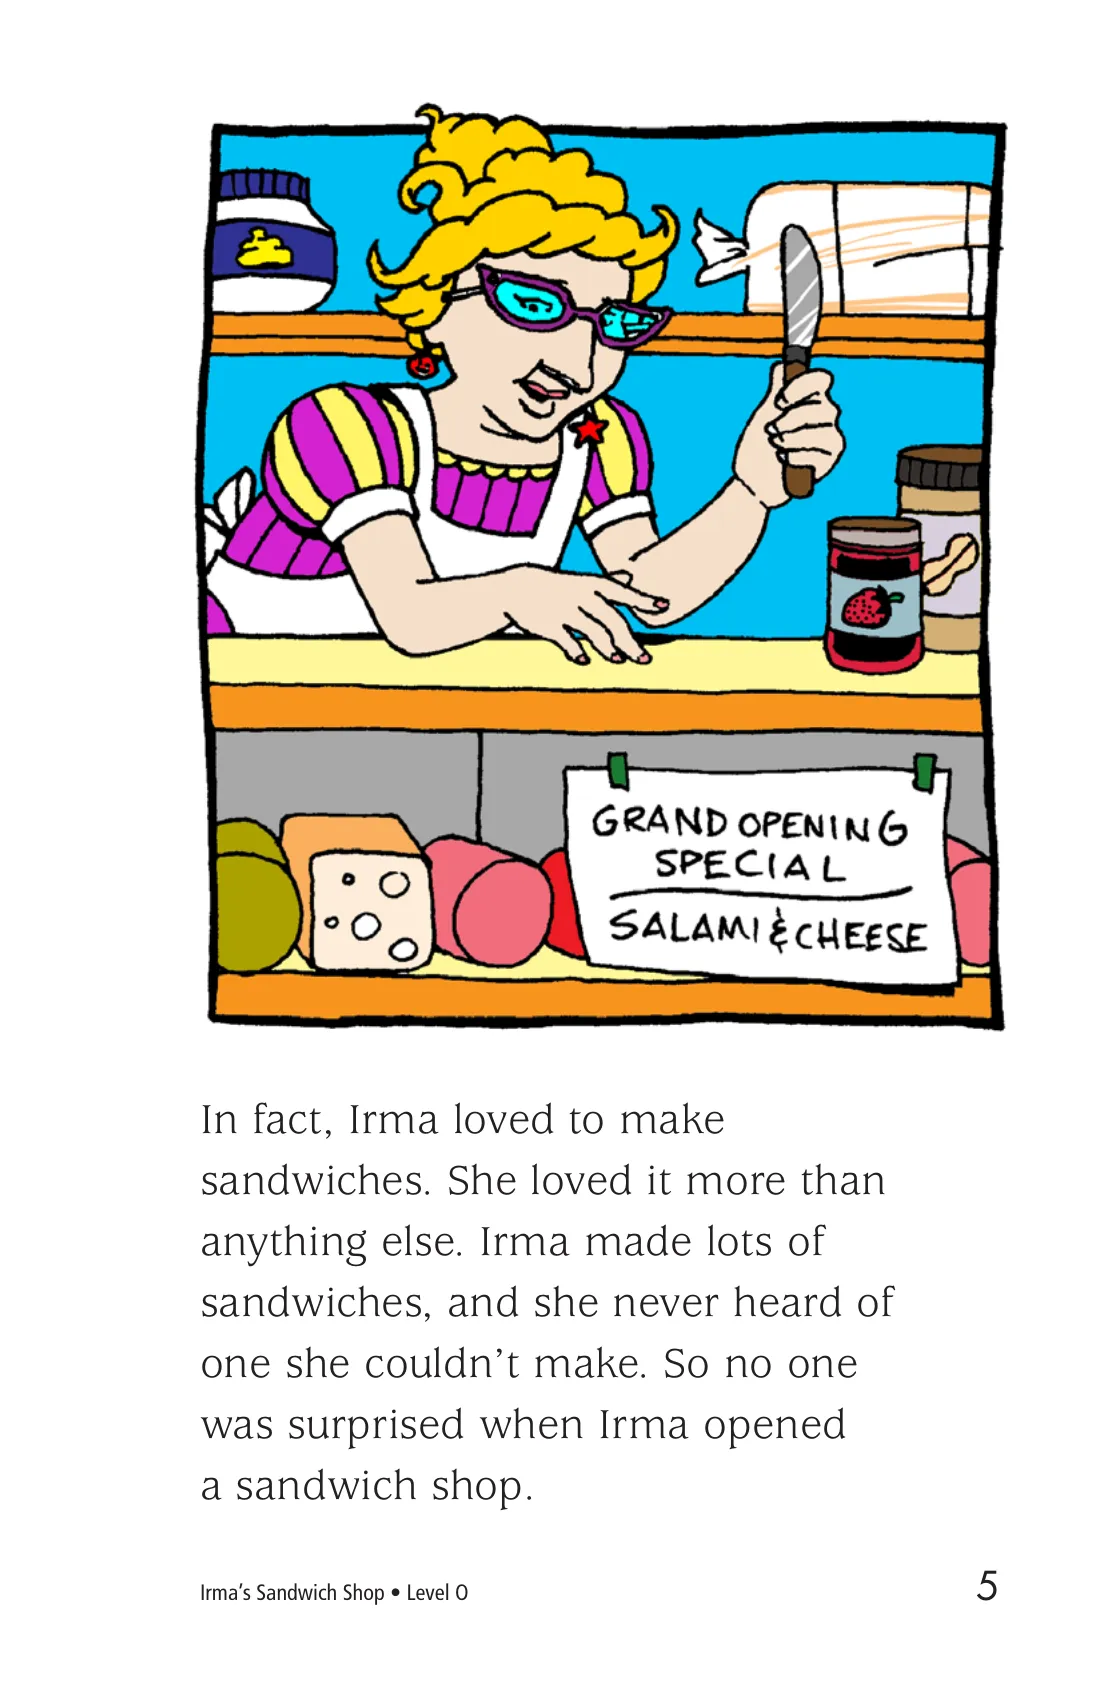 GRAND OPENING
SPECIAL
SALAMI & CHEESE
In fact, Irma loved to make
sandwiches. She loved it more than
anything else. Irma made lots of
sandwiches, and she never heard of
one she couldn’t make. So no one
was surprised when Irma opened
a sandwich shop.
Irma’s Sandwich Shop • Level O
5